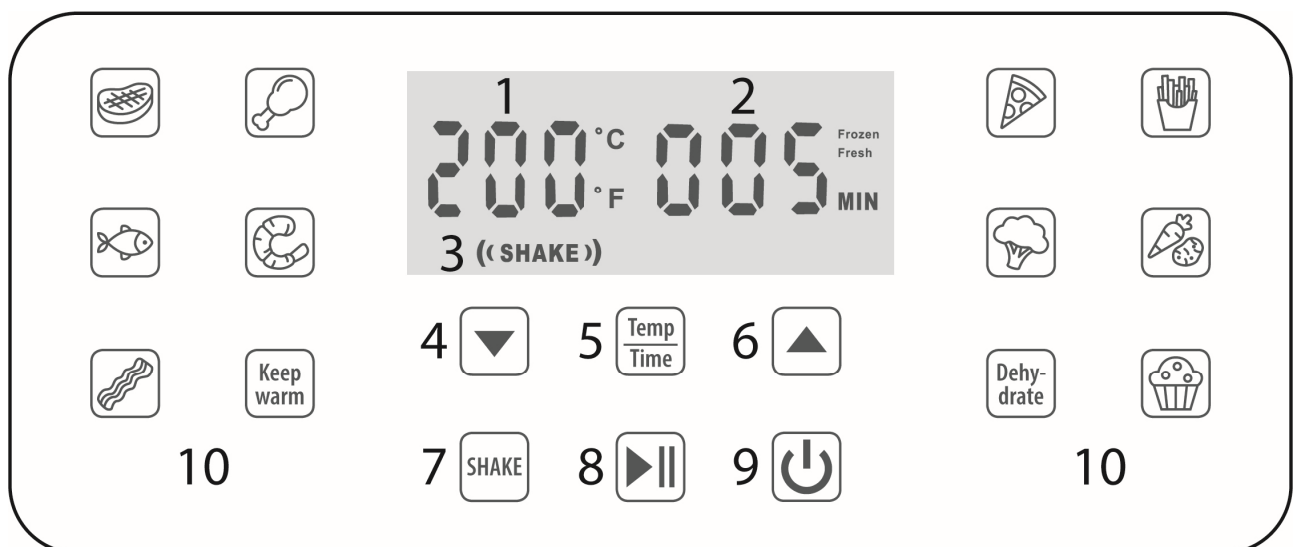 1
2
200 °C
°F
005
Frozen
Fresh
MIN
3 ((SHAKE))
4
5 Temp
Time
6
Keep
warm
Dehy-
drate
10
7 SHAKE
8
9
10